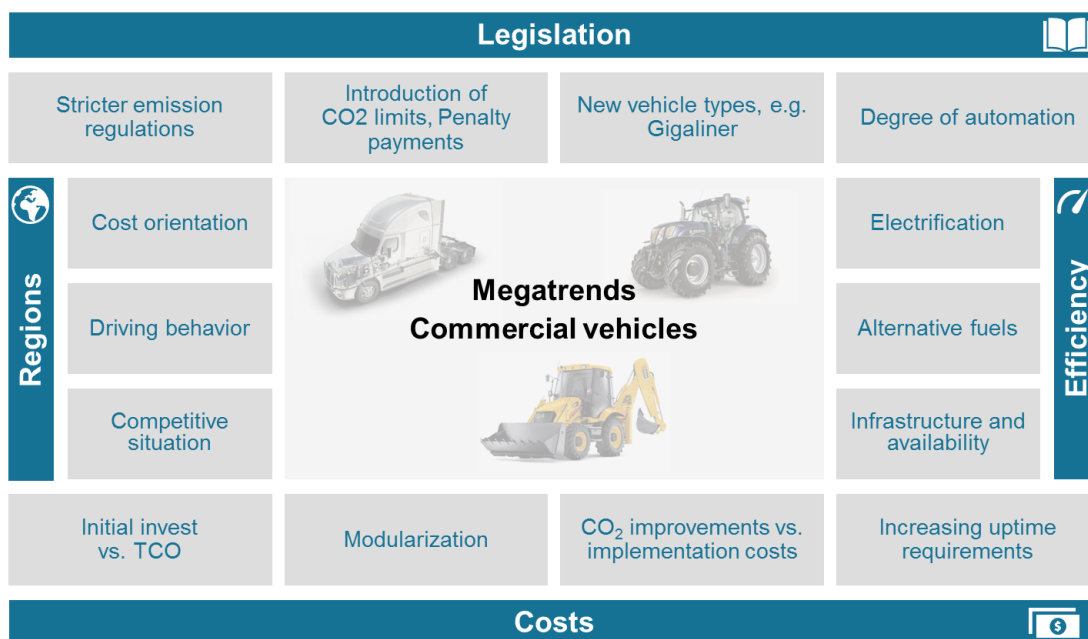 Legislation
Stricter emission
regulations
Introduction of
CO2 limits, Penalty
payments
New vehicle types, e.g.
Gigaliner
Degree of automation
Regions
Cost orientation
Driving behavior
Competitive
situation
Megatrends
Commercial vehicles
Electrification
Alternative fuels
Infrastructure and
availability
Efficiency
Initial invest
vs. TCO
Modularization
CO₂ improvements vs.
implementation costs
Increasing uptime
requirements
Costs
$